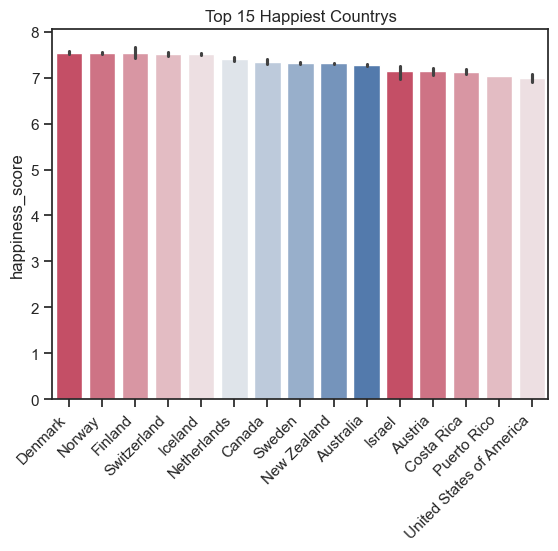 Top 15 Happiest Countrys
happiness_score
8
7
6
5
4
3
2
1
0
Denmark
Norway
Finland
Switzerland
Iceland
Netherlands
Canada
Sweden
New Zealand
Australia
Israel
Austria
Costa Rica
Puerto Rico
United States of America